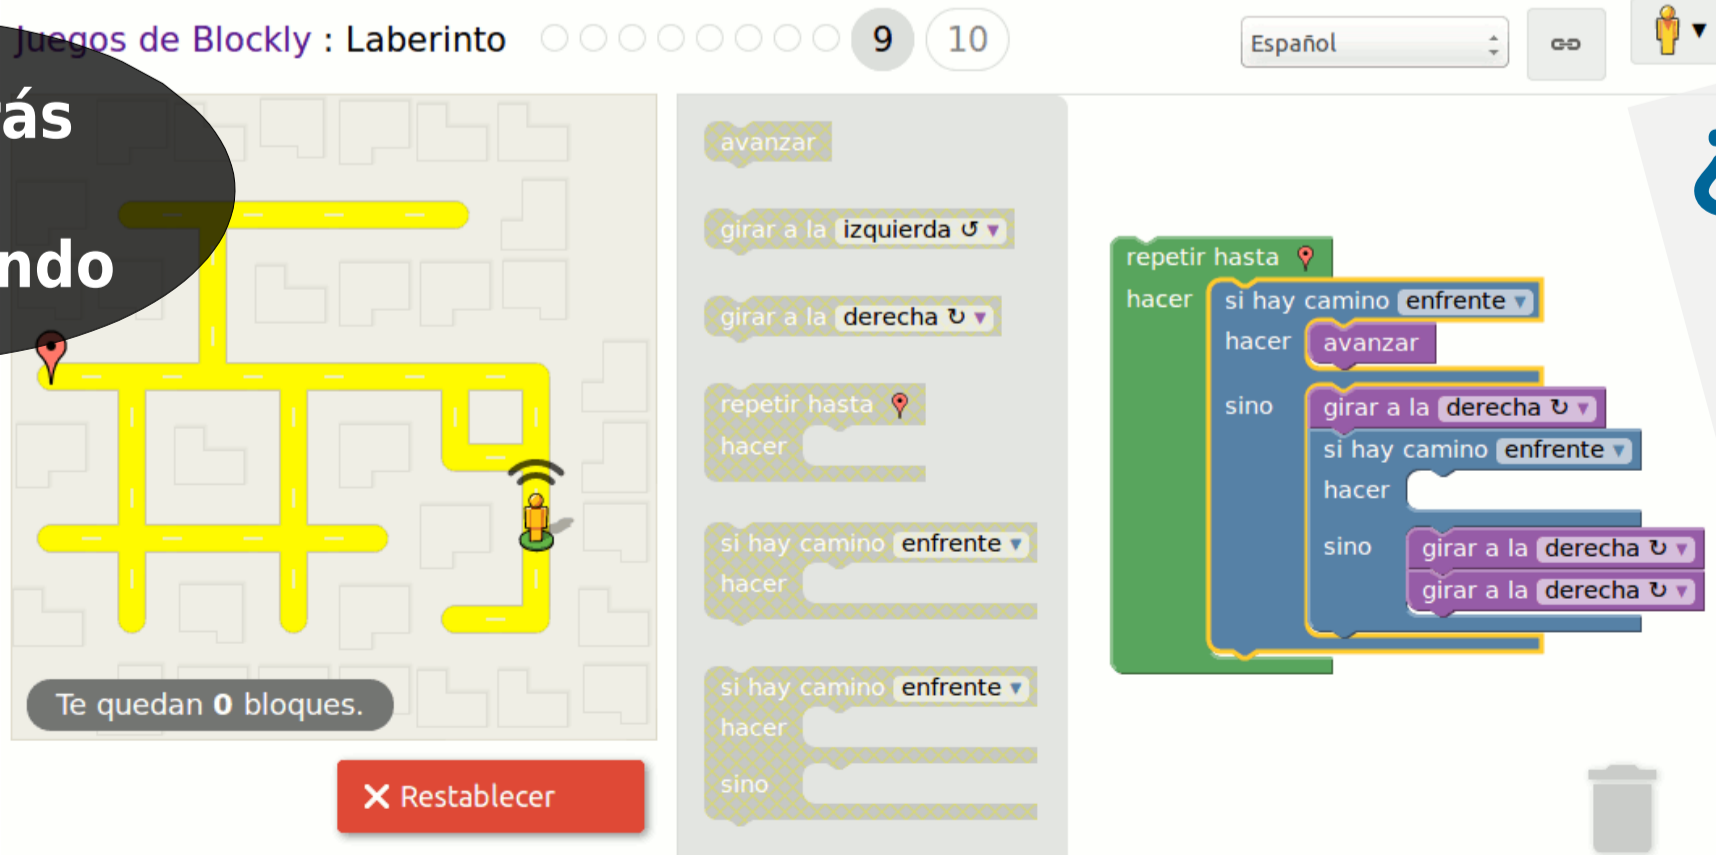 Juegos de Blockly : Laberinto
9
10
Español
ndo
avanzar
girar a la izquierda ↺ ▾
girar a la derecha ↻ ▾
repetir hasta
hacer
si hay camino enfrente ▾
hacer
si hay camino enfrente ▾
hacer
sino
repetir hasta
hacer
si hay camino enfrente ▾
hacer
avanzar
sino
girar a la derecha ↻ ▾
si hay camino enfrente ▾
hacer
sino
girar a la derecha ↻ ▾
girar a la derecha ↻ ▾
¿
Te quedan 0 bloques.
Restablecer